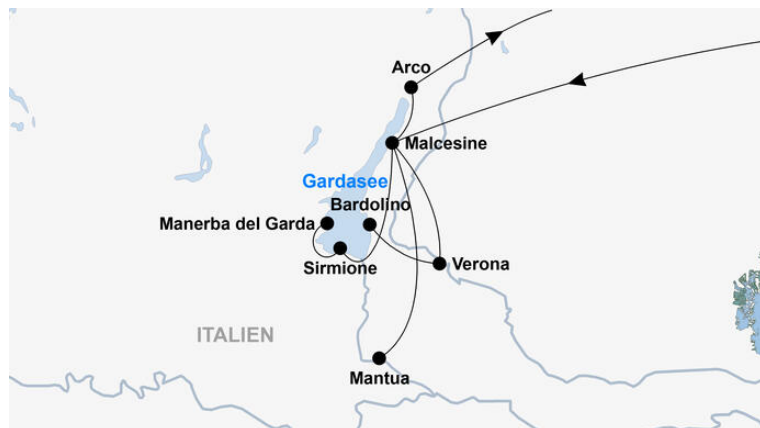 Arco
Malcesine
Gardasee
Bardolino
Manerba del Garda
Sirmione
Verona
ITALIEN
Mantua